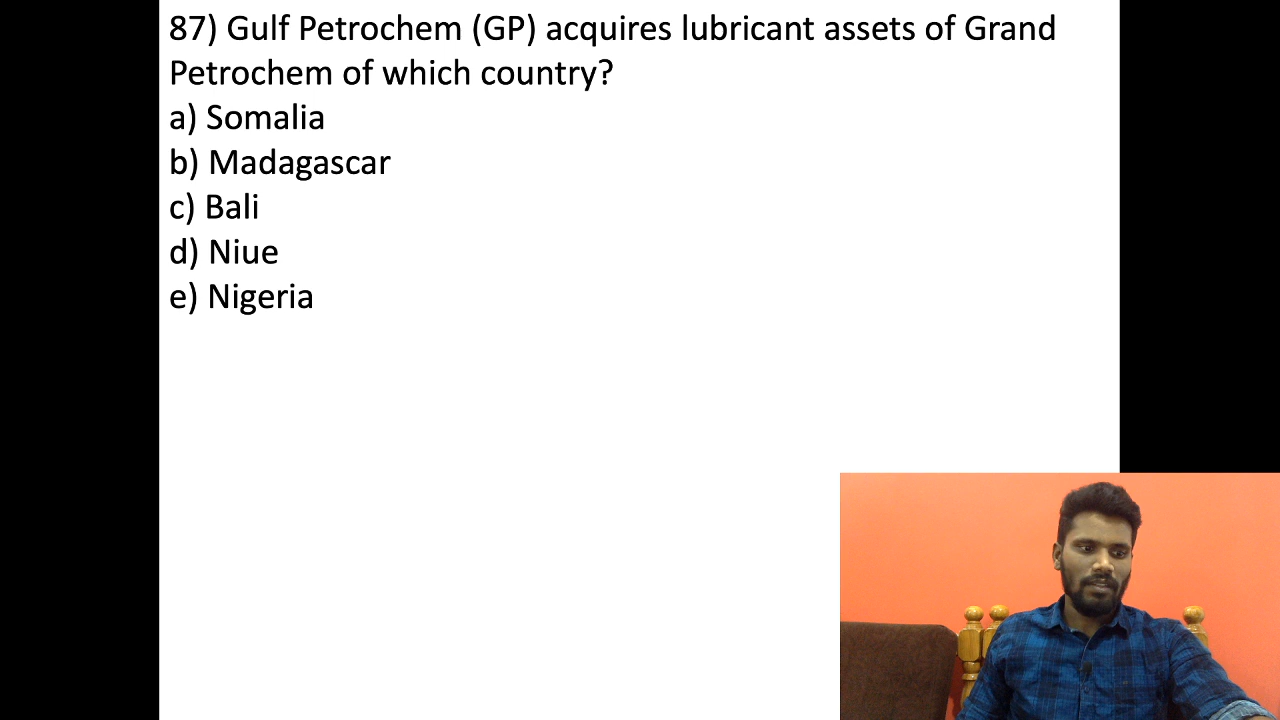 87) Gulf Petrochem (GP) acquires lubricant assets of Grand
Petrochem of which country?
a) Somalia
b) Madagascar
c) Bali
d) Niue
e) Nigeria